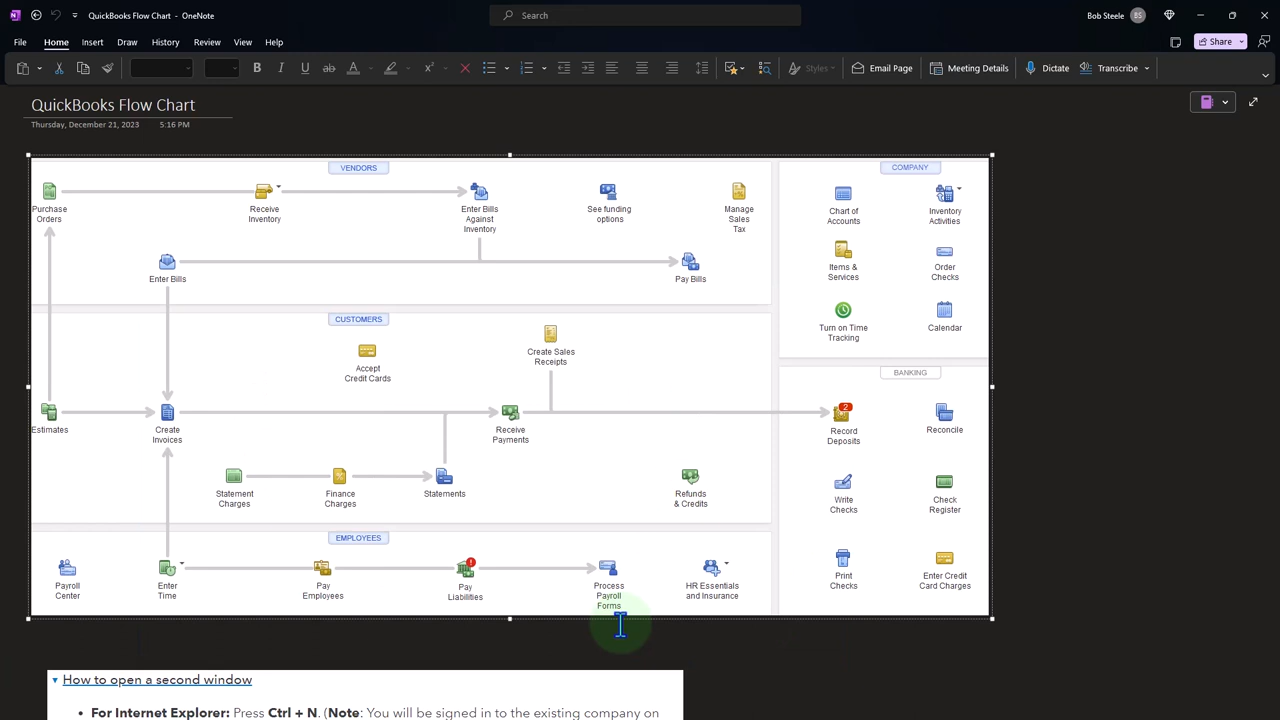 QuickBooks Flow Chart - OneNote
Search
Bob Steele BS
File Home Insert Draw History Review View Help
Share
Styles Email Page Meeting Details Dictate Transcribe
QuickBooks Flow Chart
Thursday, December 21, 2023 5:16 PM
VENDORS
Purchase
Orders
Receive
Inventory
Enter Bills
Against
Inventory
See funding
options
Manage
Sales
Tax
Enter Bills
Pay Bills
CUSTOMERS
Create Sales
Receipts
Accept
Credit Cards
Estimates
Create
Invoices
Receive
Payments
Statement
Charges
Finance
Charges
Statements
Refunds
& Credits
EMPLOYEES
Payroll
Center
Enter
Time
Pay
Employees
Pay
Liabilities
Process
Payroll
Forms
HR Essentials
and Insurance
COMPANY
Chart of
Accounts
Inventory
Activities
Items &
Services
Order
Checks
Turn on Time
Tracking
Calendar
BANKING
2
Record
Deposits
Reconcile
Write
Checks
Check
Register
Print
Checks
Enter Credit
Card Charges
How to open a second window
• For Internet Explorer: Press Ctrl + N. (Note: You will be signed in to the existing company on